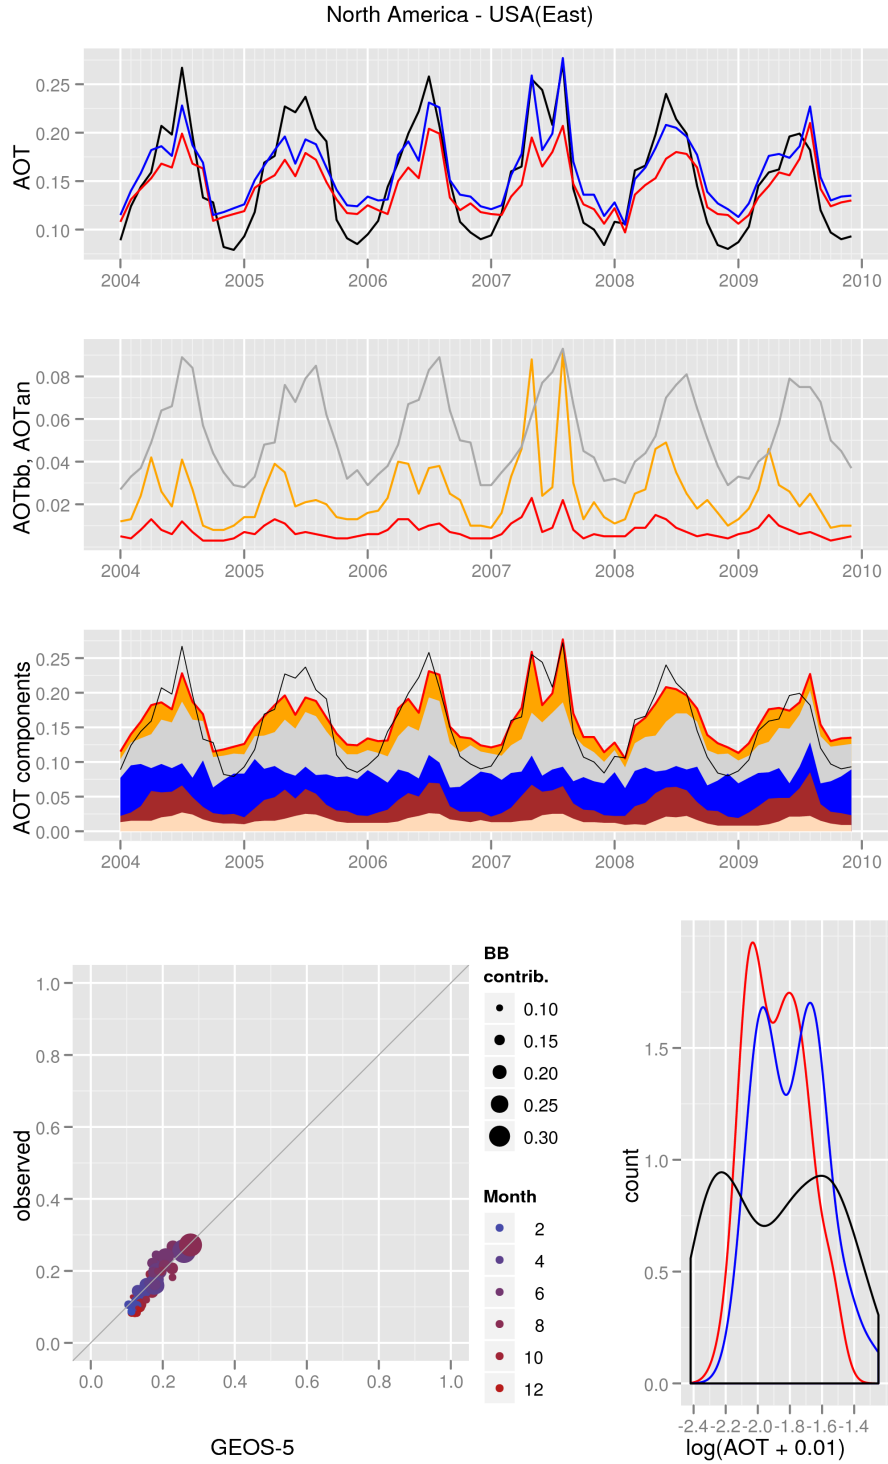 North America - USA(East)
AOT
0.25
0.20
0.15
0.10
2004 2005 2006 2007 2008 2009 2010
AOTbb, AOTan
0.08
0.06
0.04
0.02
2004 2005 2006 2007 2008 2009 2010
AOT components
0.25
0.20
0.15
0.10
0.05
0.00
2004 2005 2006 2007 2008 2009 2010
observed
1.0
0.8
0.6
0.4
0.2
0.0
0.0 0.2 0.4 0.6 0.8 1.0
GEOS-5
BB
contrib.
0.10
0.15
0.20
0.25
0.30
Month
2
4
6
8
10
12
count
1.5
1.0
0.5
0.0
-2.4 -2.2 -2.0 -1.8 -1.6 -1.4
log(AOT + 0.01)